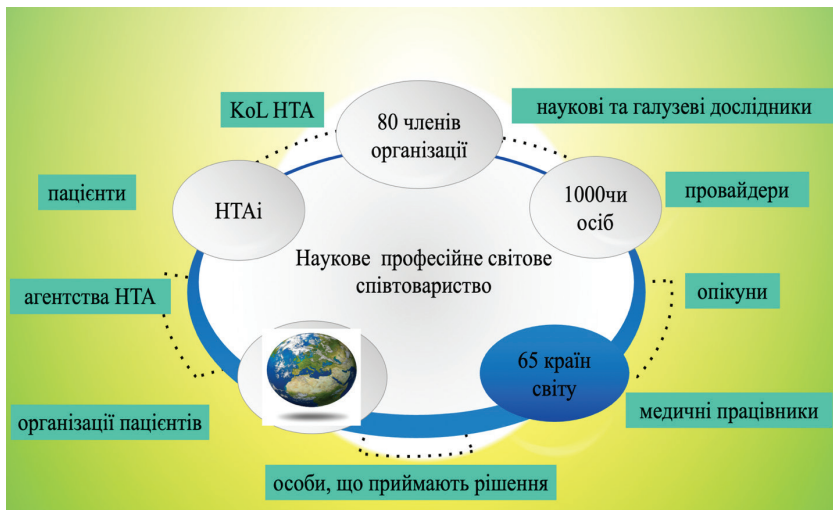 KoL HTA
80 членів
організації
наукові та галузеві дослідники
пацієнти
HTAi
1000чи
осіб
провайдери
Наукове професійне світове
співтовариство
агентства HTA
опікуни
65 країн
світу
організації пацієнтів
медичні працівники
особи, що приймають рішення